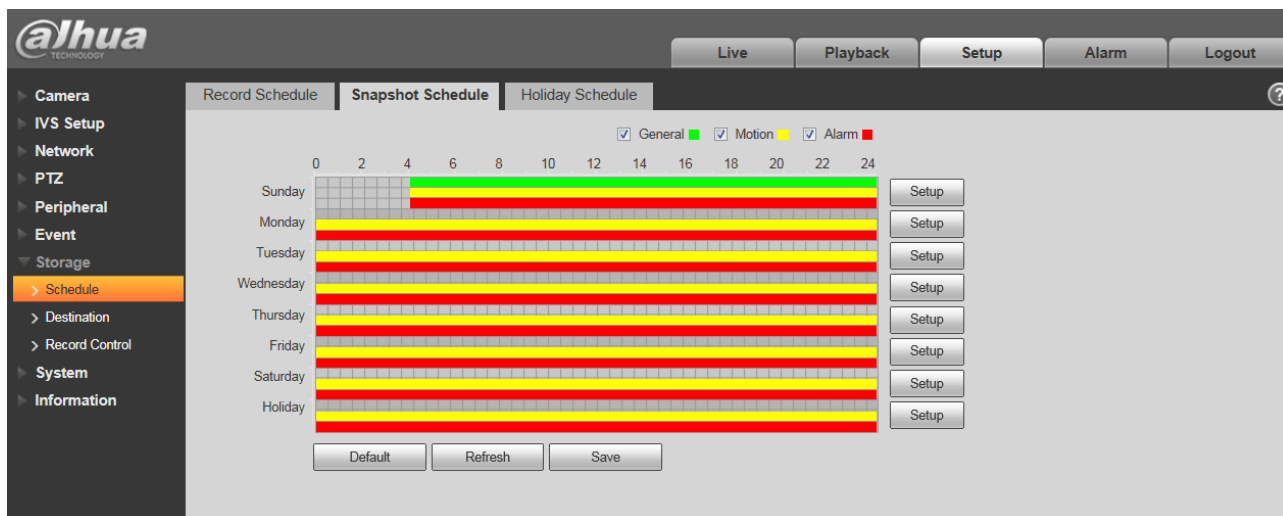 alhua
TECHNOLOGY
Live Playback Setup Alarm Logout
Camera
IVS Setup
Network
PTZ
Peripheral
Event
Storage
Schedule
Destination
Record Control
System
Information
Record Schedule Snapshot Schedule Holiday Schedule
?
General Motion Alarm
0 2 4 6 8 10 12 14 16 18 20 22 24
Sunday Setup
Monday Setup
Tuesday Setup
Wednesday Setup
Thursday Setup
Friday Setup
Saturday Setup
Holiday Setup
Default Refresh Save